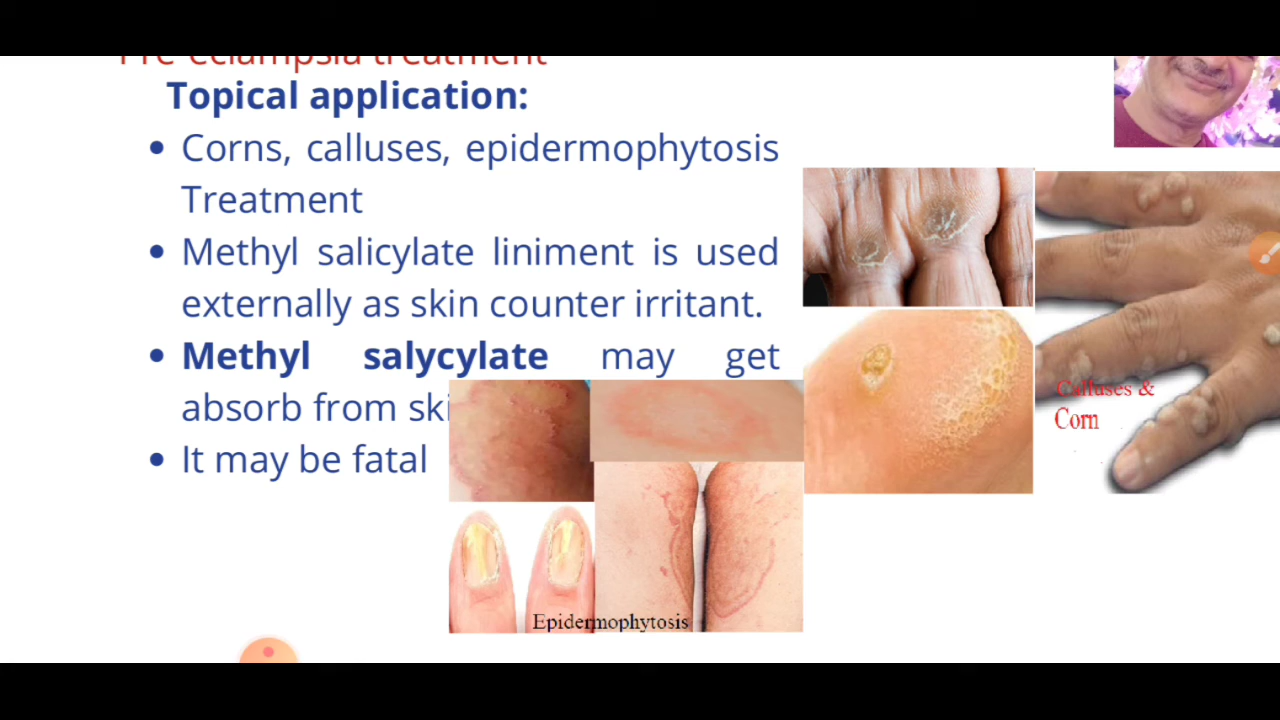 Pre-eclampsia treatment
Topical application:
• Corns, calluses, epidermophytosis
Treatment
• Methyl salicylate liniment is used
externally as skin counter irritant.
• Methyl salycylate may get
absorb from ski
• It may be fatal
Calluses &
Corn
Epidermophytosis